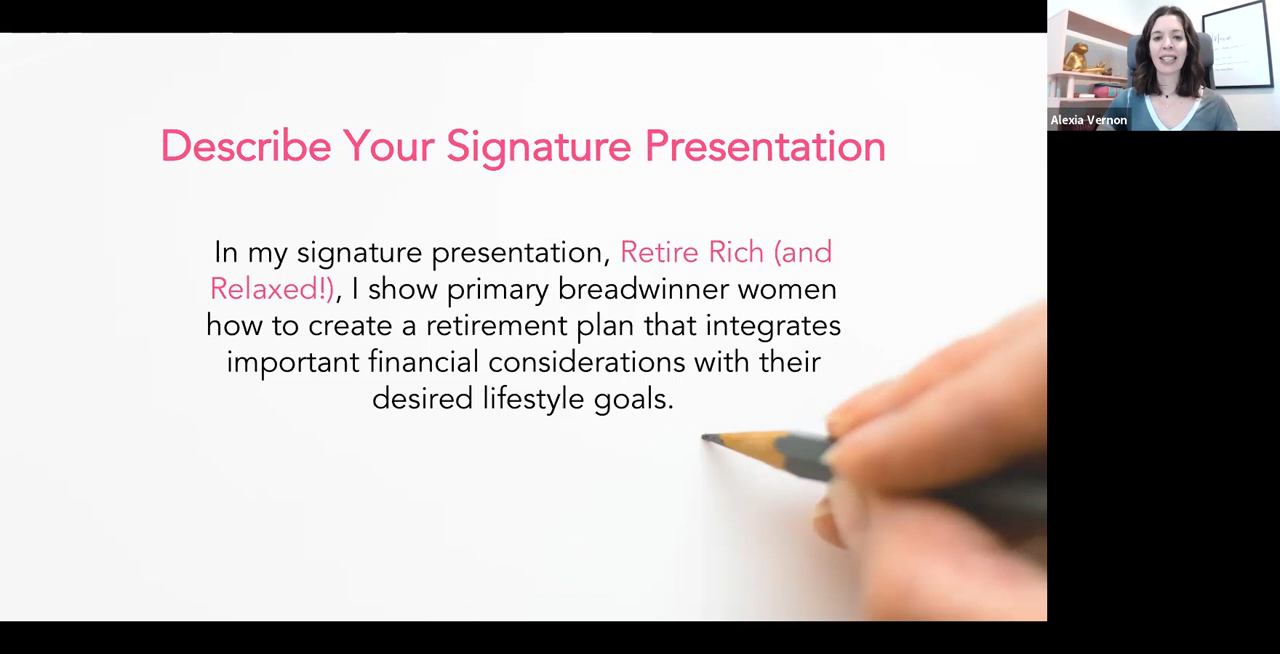 Describe Your Signature Presentation
In my signature presentation, Retire Rich (and
Relaxed!), I show primary breadwinner women
how to create a retirement plan that integrates
important financial considerations with their
desired lifestyle goals.
Alexia Vernon